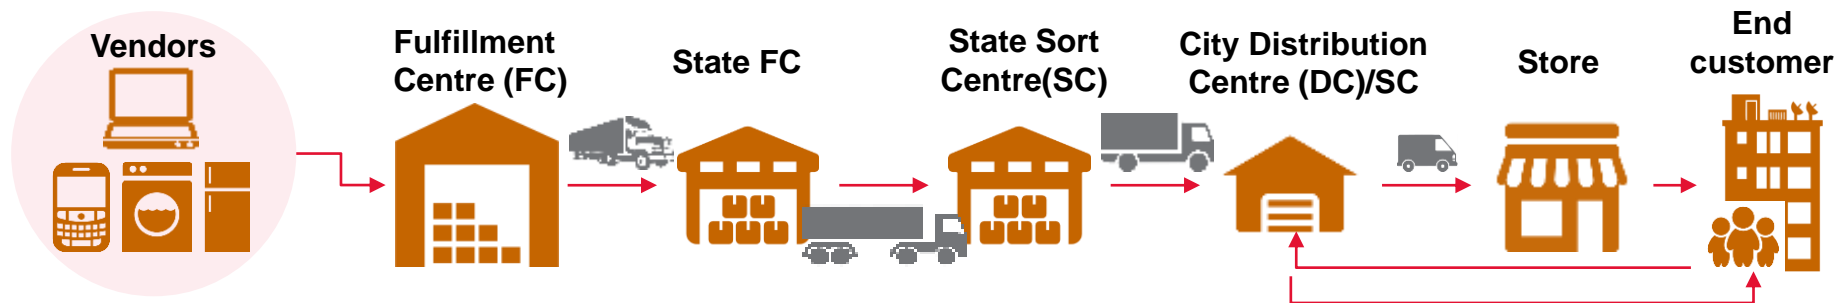 Vendors
Fulfillment
Centre (FC)
State FC
State Sort
Centre(SC)
City Distribution
Centre (DC)/SC
Store
End
customer